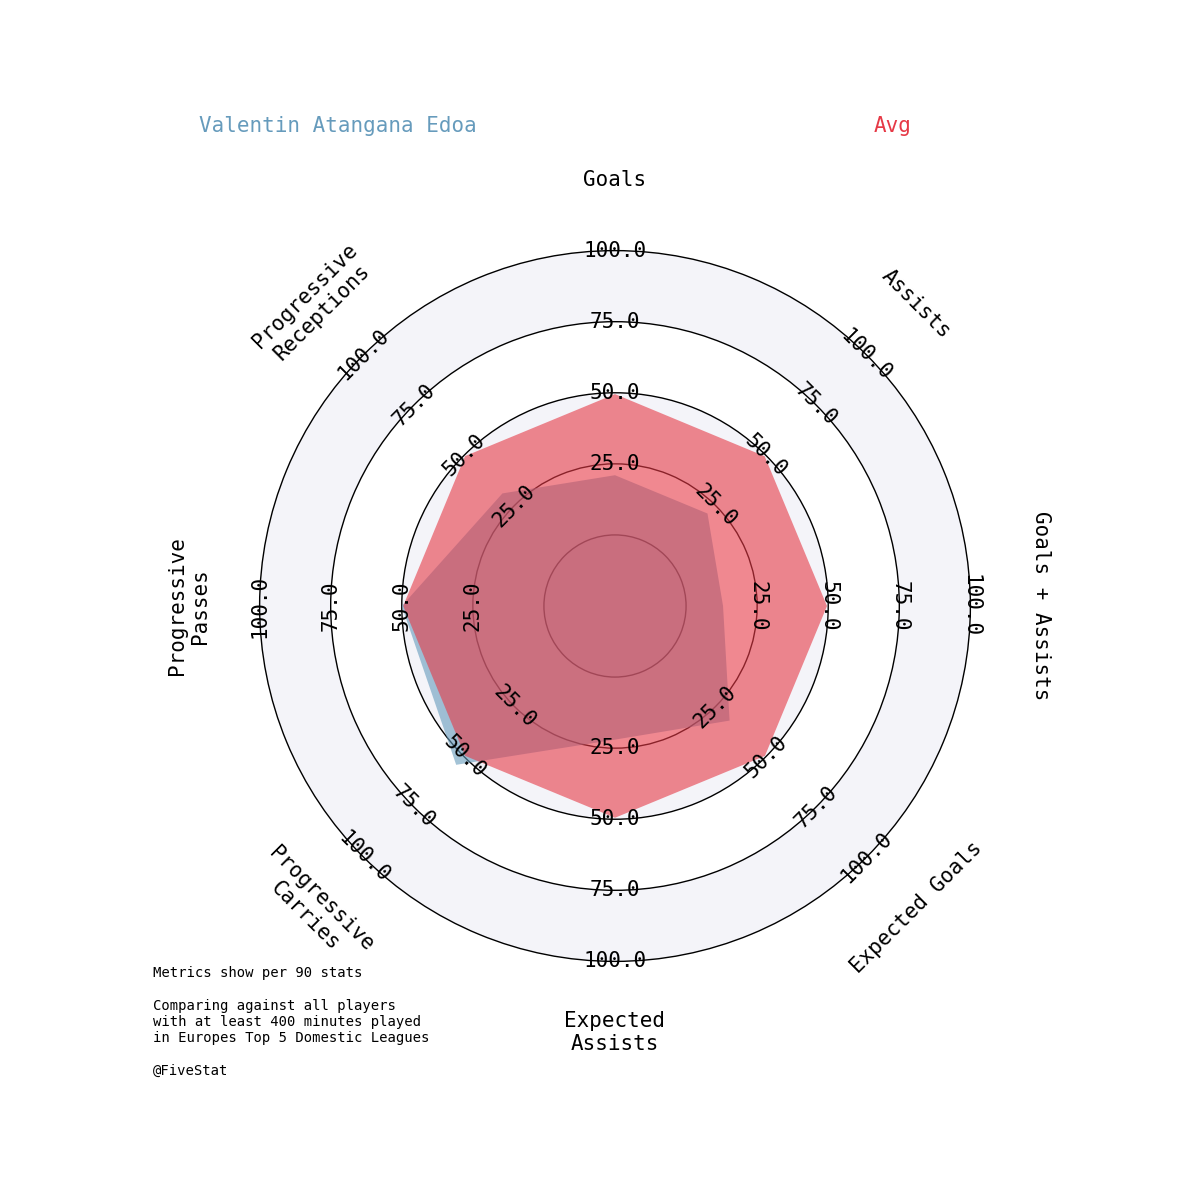 Valentin Atangana Edoa
Avg
Goals
Assists
Goals + Assists
Expected Goals
Expected
Assists
Progressive
Carries
Progressive
Passes
Progressive
Receptions
25.0
50.0
75.0
100.0
25.0
50.0
75.0
100.0
25.0
50.0
75.0
100.0
25.0
50.0
75.0
100.0
25.0
50.0
75.0
100.0
25.0
50.0
75.0
100.0
25.0
50.0
75.0
100.0
25.0
50.0
75.0
100.0
Metrics show per 90 stats
Comparing against all players
with at least 400 minutes played
in Europes Top 5 Domestic Leagues
@FiveStat